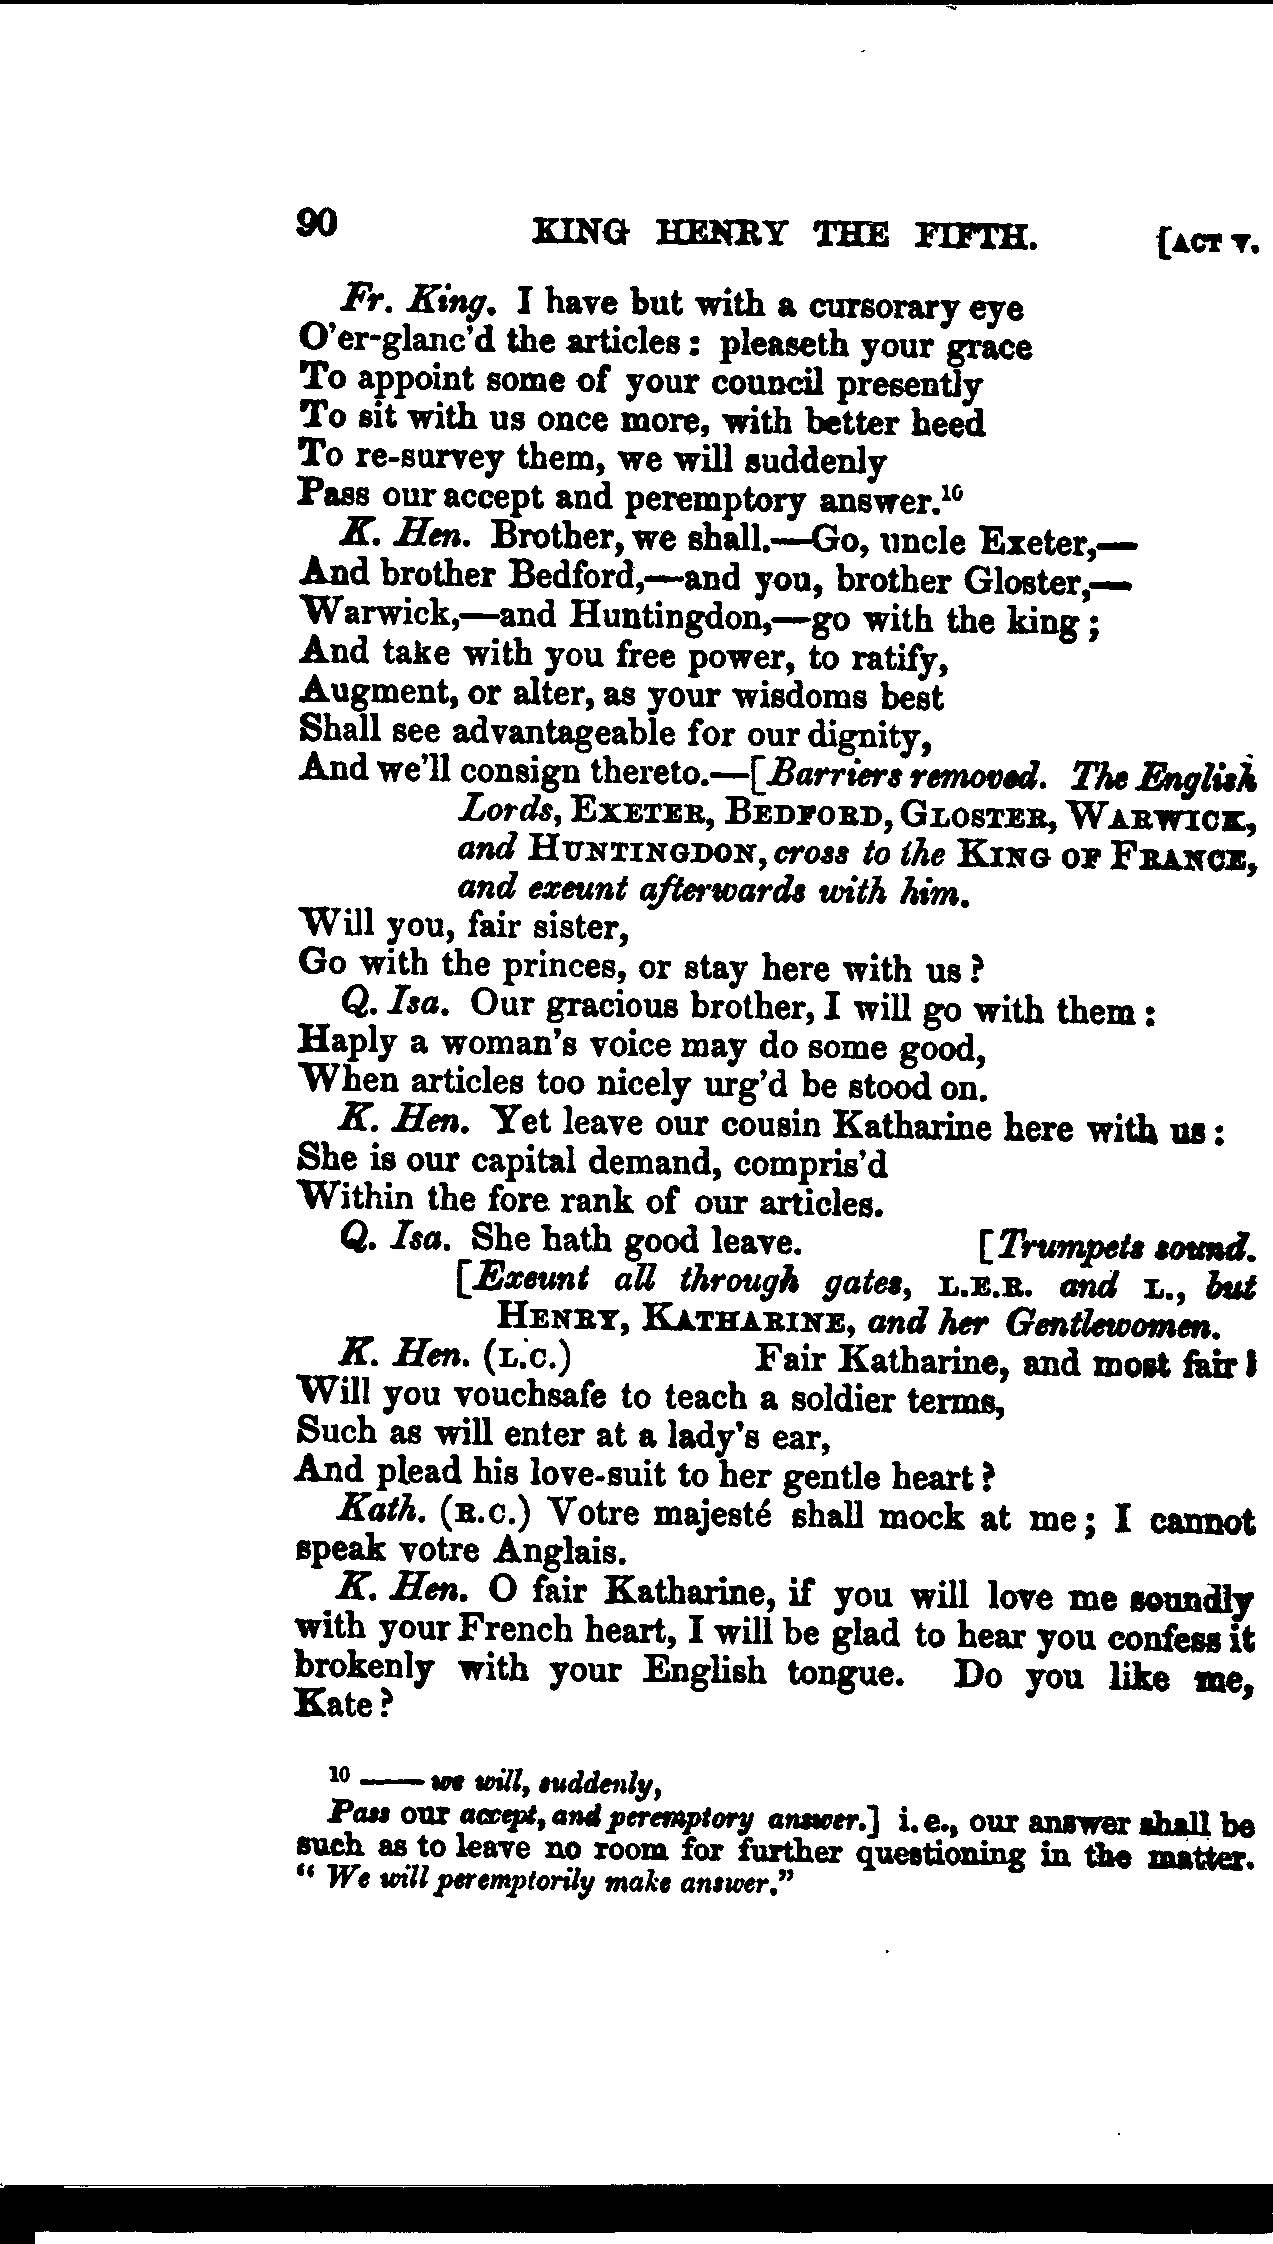 90 KING HENRY THE FIFTH. [ACT V.
Fr. King. I have but with a cursorary eye
O'er-glanc'd the articles: pleaseth your grace
To appoint some of your council presently
To sit with us once more, with better heed
To re-survey them, we will suddenly
Pass our accept and peremptory answer.¹⁰
K. Hen. Brother, we shall.—Go, uncle Exeter,—
And brother Bedford,—and you, brother Gloster,—
Warwick,—and Huntingdon,—go with the king;
And take with you free power, to ratify,
Augment, or alter, as your wisdoms best
Shall see advantageable for our dignity,
And we'll consign thereto.—[Barriers removed. The English
Lords, EXETER, BEDFORD, GLOSTER, WARWICK,
and HUNTINGDON, cross to the KING OF FRANCE,
and exeunt afterwards with him.
Will you, fair sister,
Go with the princes, or stay here with us?
Q. Isa. Our gracious brother, I will go with them:
Haply a woman's voice may do some good,
When articles too nicely urg'd be stood on.
K. Hen. Yet leave our cousin Katharine here with us:
She is our capital demand, compris'd
Within the fore rank of our articles.
Q. Isa. She hath good leave. [Trumpets sound.
[Exeunt all through gates, L.E.R. and L., but
HENRY, KATHARINE, and her Gentlewomen.
K. Hen. (L.C.) Fair Katharine, and most fair!
Will you vouchsafe to teach a soldier terms,
Such as will enter at a lady's ear,
And plead his love-suit to her gentle heart?
Kath. (R.C.) Votre majesté shall mock at me; I cannot
speak votre Anglais.
K. Hen. O fair Katharine, if you will love me soundly
with your French heart, I will be glad to hear you confess it
brokenly with your English tongue. Do you like me,
Kate?
¹⁰ —— we will, suddenly,
Pass our accept, and peremptory answer.] i.e., our answer shall be
such as to leave no room for further questioning in the matter.
"We will peremptorily make answer."